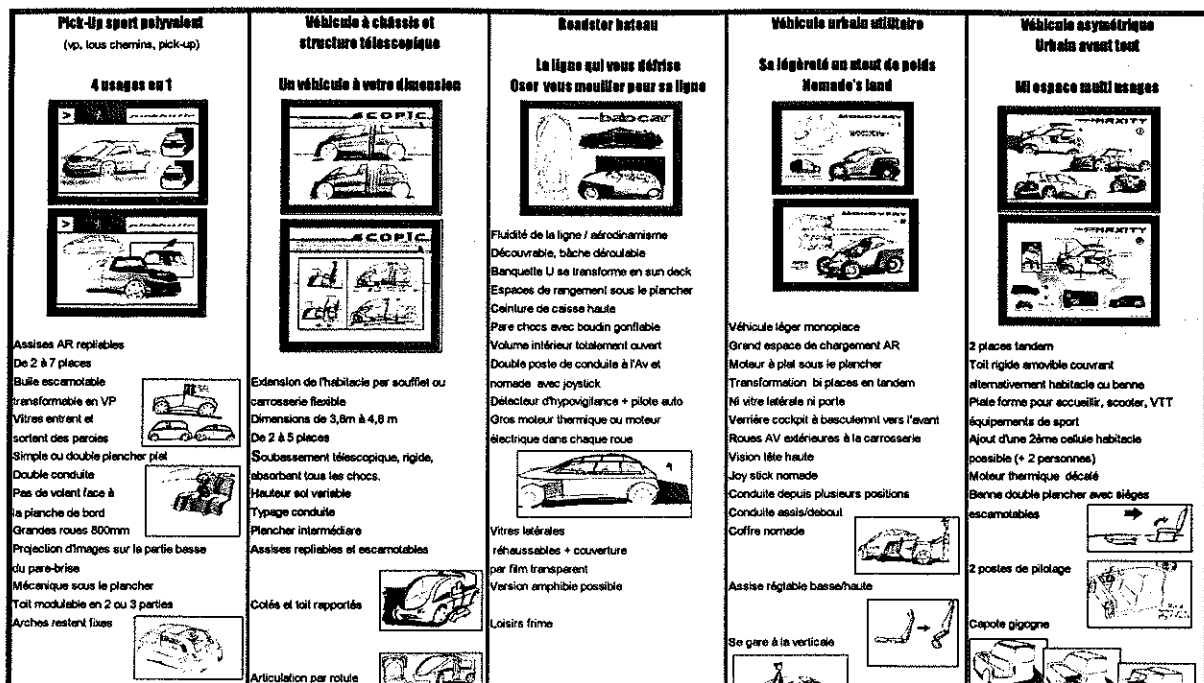 Pick-Up sport polyvalent
(vp, tous chemins, pick-up)
4 usages en 1
Assises AR repliables
De 2 à 7 places
Bulle escamotable
transformable en VP
Vitres entrent et
sortent des paroies
Simple ou double plancher plat
Double conduite
Pas de volant face à
la planche de bord
Grandes roues 800mm
Projection d'images sur la partie basse
du pare-brise
Mécanique sous le plancher
Toit modulable en 2 ou 3 parties
Arches restent fixes
Véhicule à châssis et
structure télescopique
Un véhicule à votre dimension
SCOPIC
SCOPIC
Extension de l'habitacle par soufflet ou
carrosserie flexible
Dimensions de 3,6m à 4,6 m
De 2 à 5 places
Soubassement télescopique, rigide,
absorbant tous les chocs.
Hauteur sol variable
Typage conduite
Plancher intermédiare
Assises repliables et escamotables
Cotés et toit rapportés
Articulation par rotule
Roadster bateau
La ligne qui vous défrise
Oser vous mouiller pour sa ligne
Fluidité de la ligne / aérodinamisme
Découvrable, bâche déroulable
Banquette U se transforme en sun deck
Espaces de rangement sous le plancher
Ceinture de caisse haute
Pare chocs avec boudin gonflable
Volume intérieur totalement ouvert
Double poste de conduite à l'Av et
nomade avec joystick
Détecteur d'hypovigilance + pilote auto
Gros moteur thermique ou moteur
électrique dans chaque roue
Vitres latérales
réhaussables + couverture
par film transparent
Version amphibie possible
Loisirs frime
Véhicule urbain utilitaire
Sa légèreté un atout de poids
Nomade's land
Véhicule léger monoplace
Grand espace de chargement AR
Moteur à plat sous le plancher
Transformation bi places en tandem
Ni vitre latérale ni porte
Verrière cockpit à basculemnt vers l'avant
Roues AV extérieures à la carrosserie
Vision tête haute
Joy stick nomade
Conduite depuis plusieurs positions
Conduite assis/debout
Coffre nomade
Assise réglable basse/haute
Se gare à la verticale
Véhicule asymétrique
Urbain avant tout
Mi espace multi usages
2 places tandem
Toit rigide amovible couvrant
alternativement habitacle ou benne
Plate forme pour accueillir, scooter, VTT
équipements de sport
Ajout d'une 2ème cellule habitacle
possible (+ 2 personnes)
Moteur thermique décalé
Benne double plancher avec sièges
escamotables
2 postes de pilotage
Capote gigogne